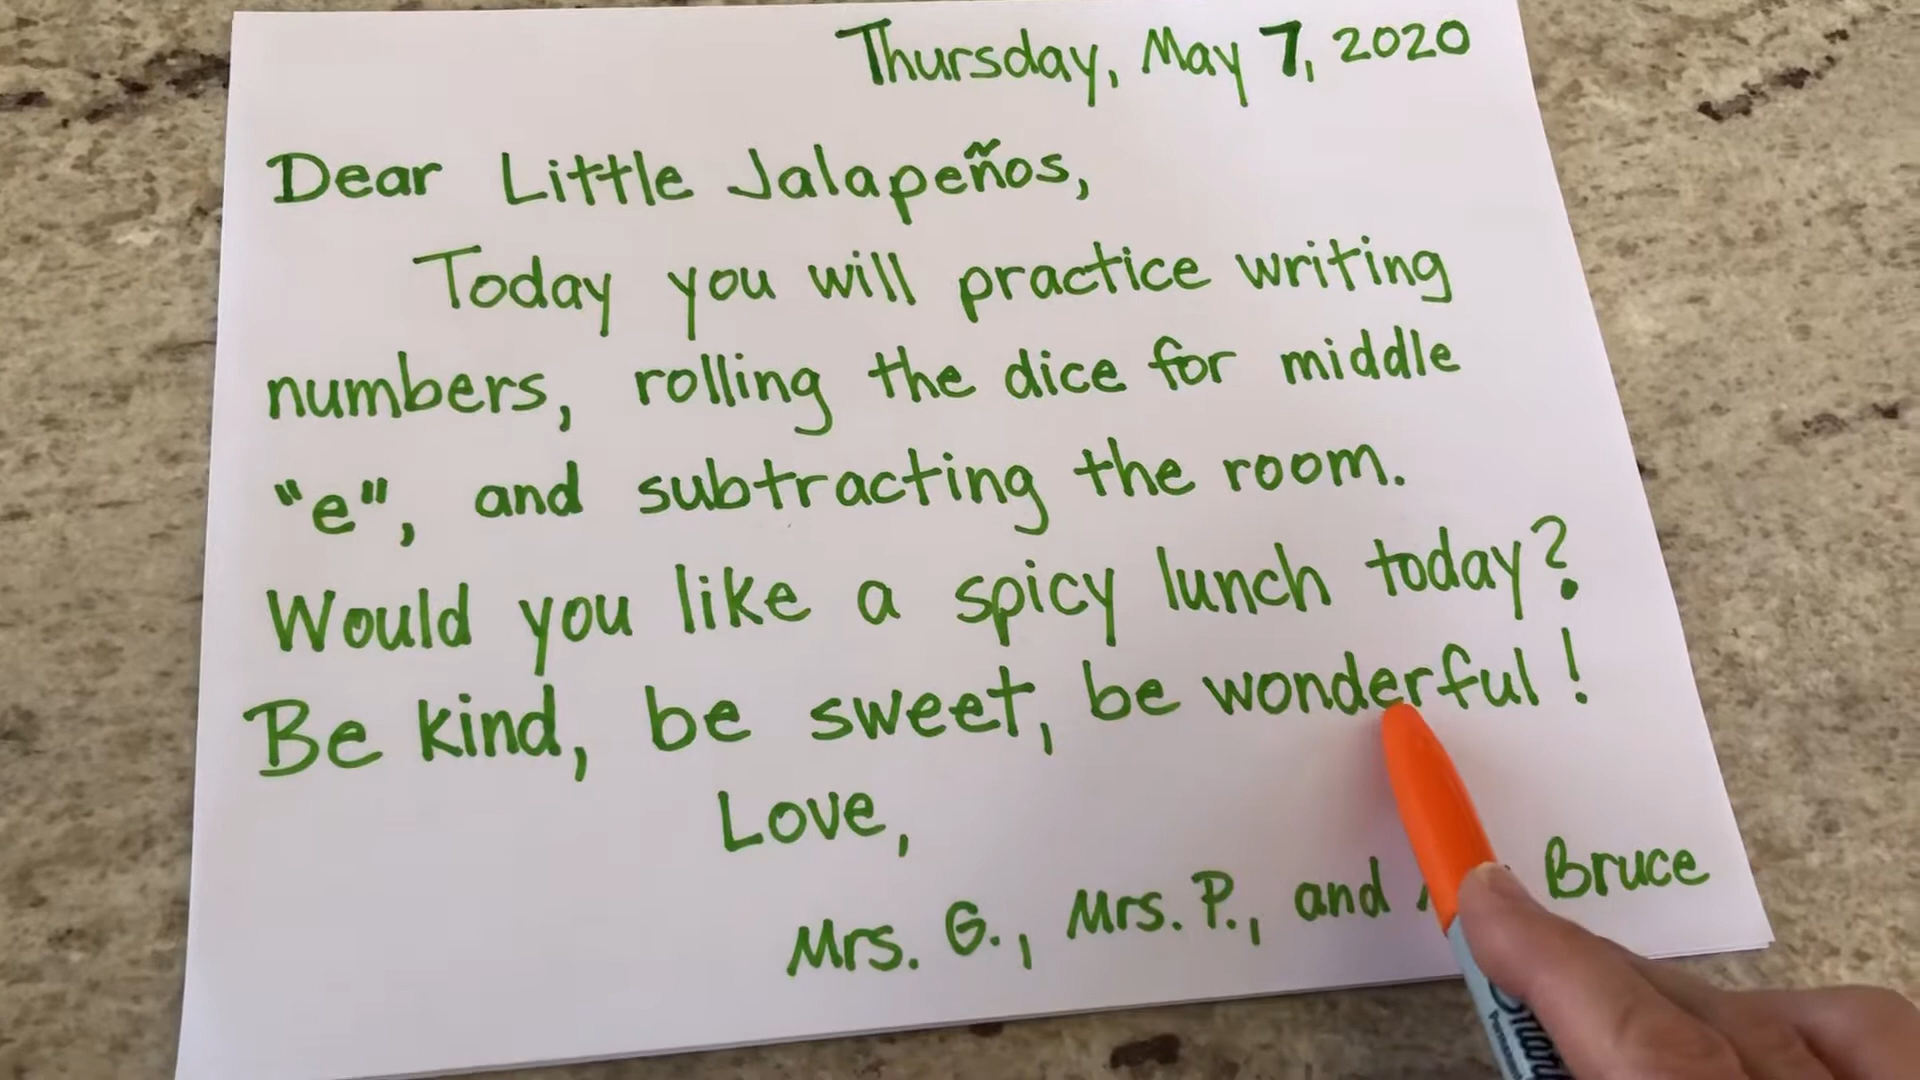 Thursday, May 7, 2020
Dear Little Jalapeños,
Today you will practice writing
numbers, rolling the dice for middle
"e", and subtracting the room.
Would you like a spicy lunch today?
Be kind, be sweet, be wonderful!
Love,
Mrs. G., Mrs. P., and Bruce